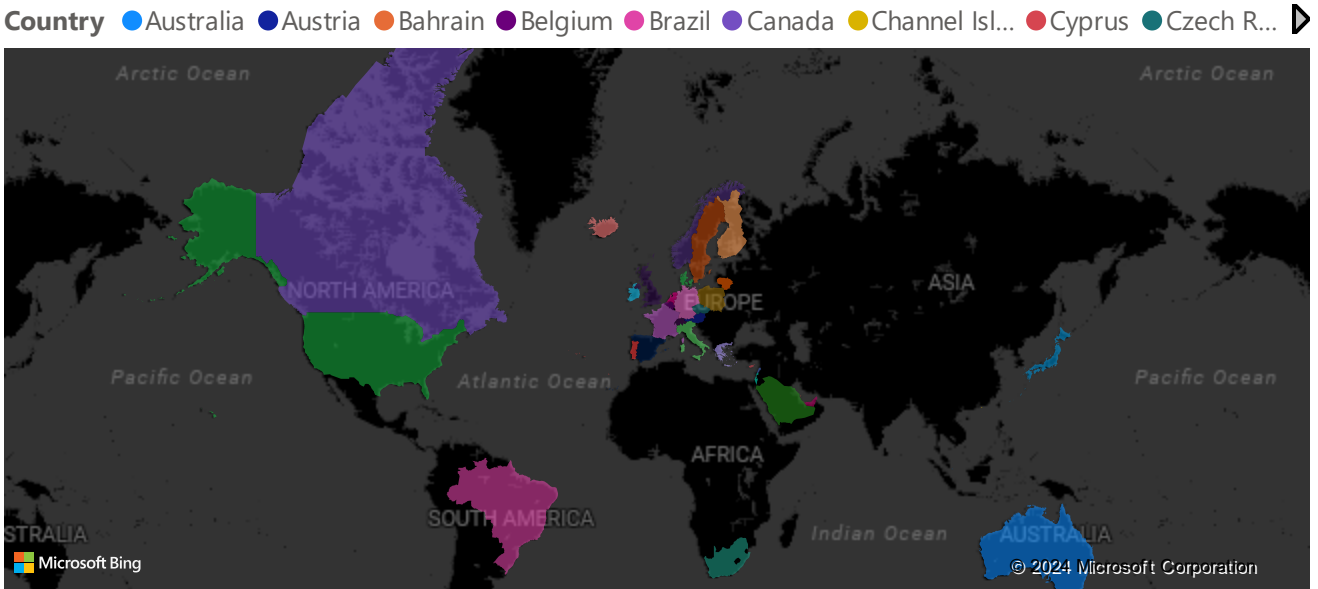 Country Australia Austria Bahrain Belgium Brazil Canada Channel Isl... Cyprus Czech R...
Arctic Ocean Arctic Ocean
NORTH AMERICA ASIA
EUROPE
Pacific Ocean Atlantic Ocean Pacific Ocean
AFRICA
SOUTH AMERICA Indian Ocean
STRALIA AUSTRALIA
Microsoft Bing © 2024 Microsoft Corporation